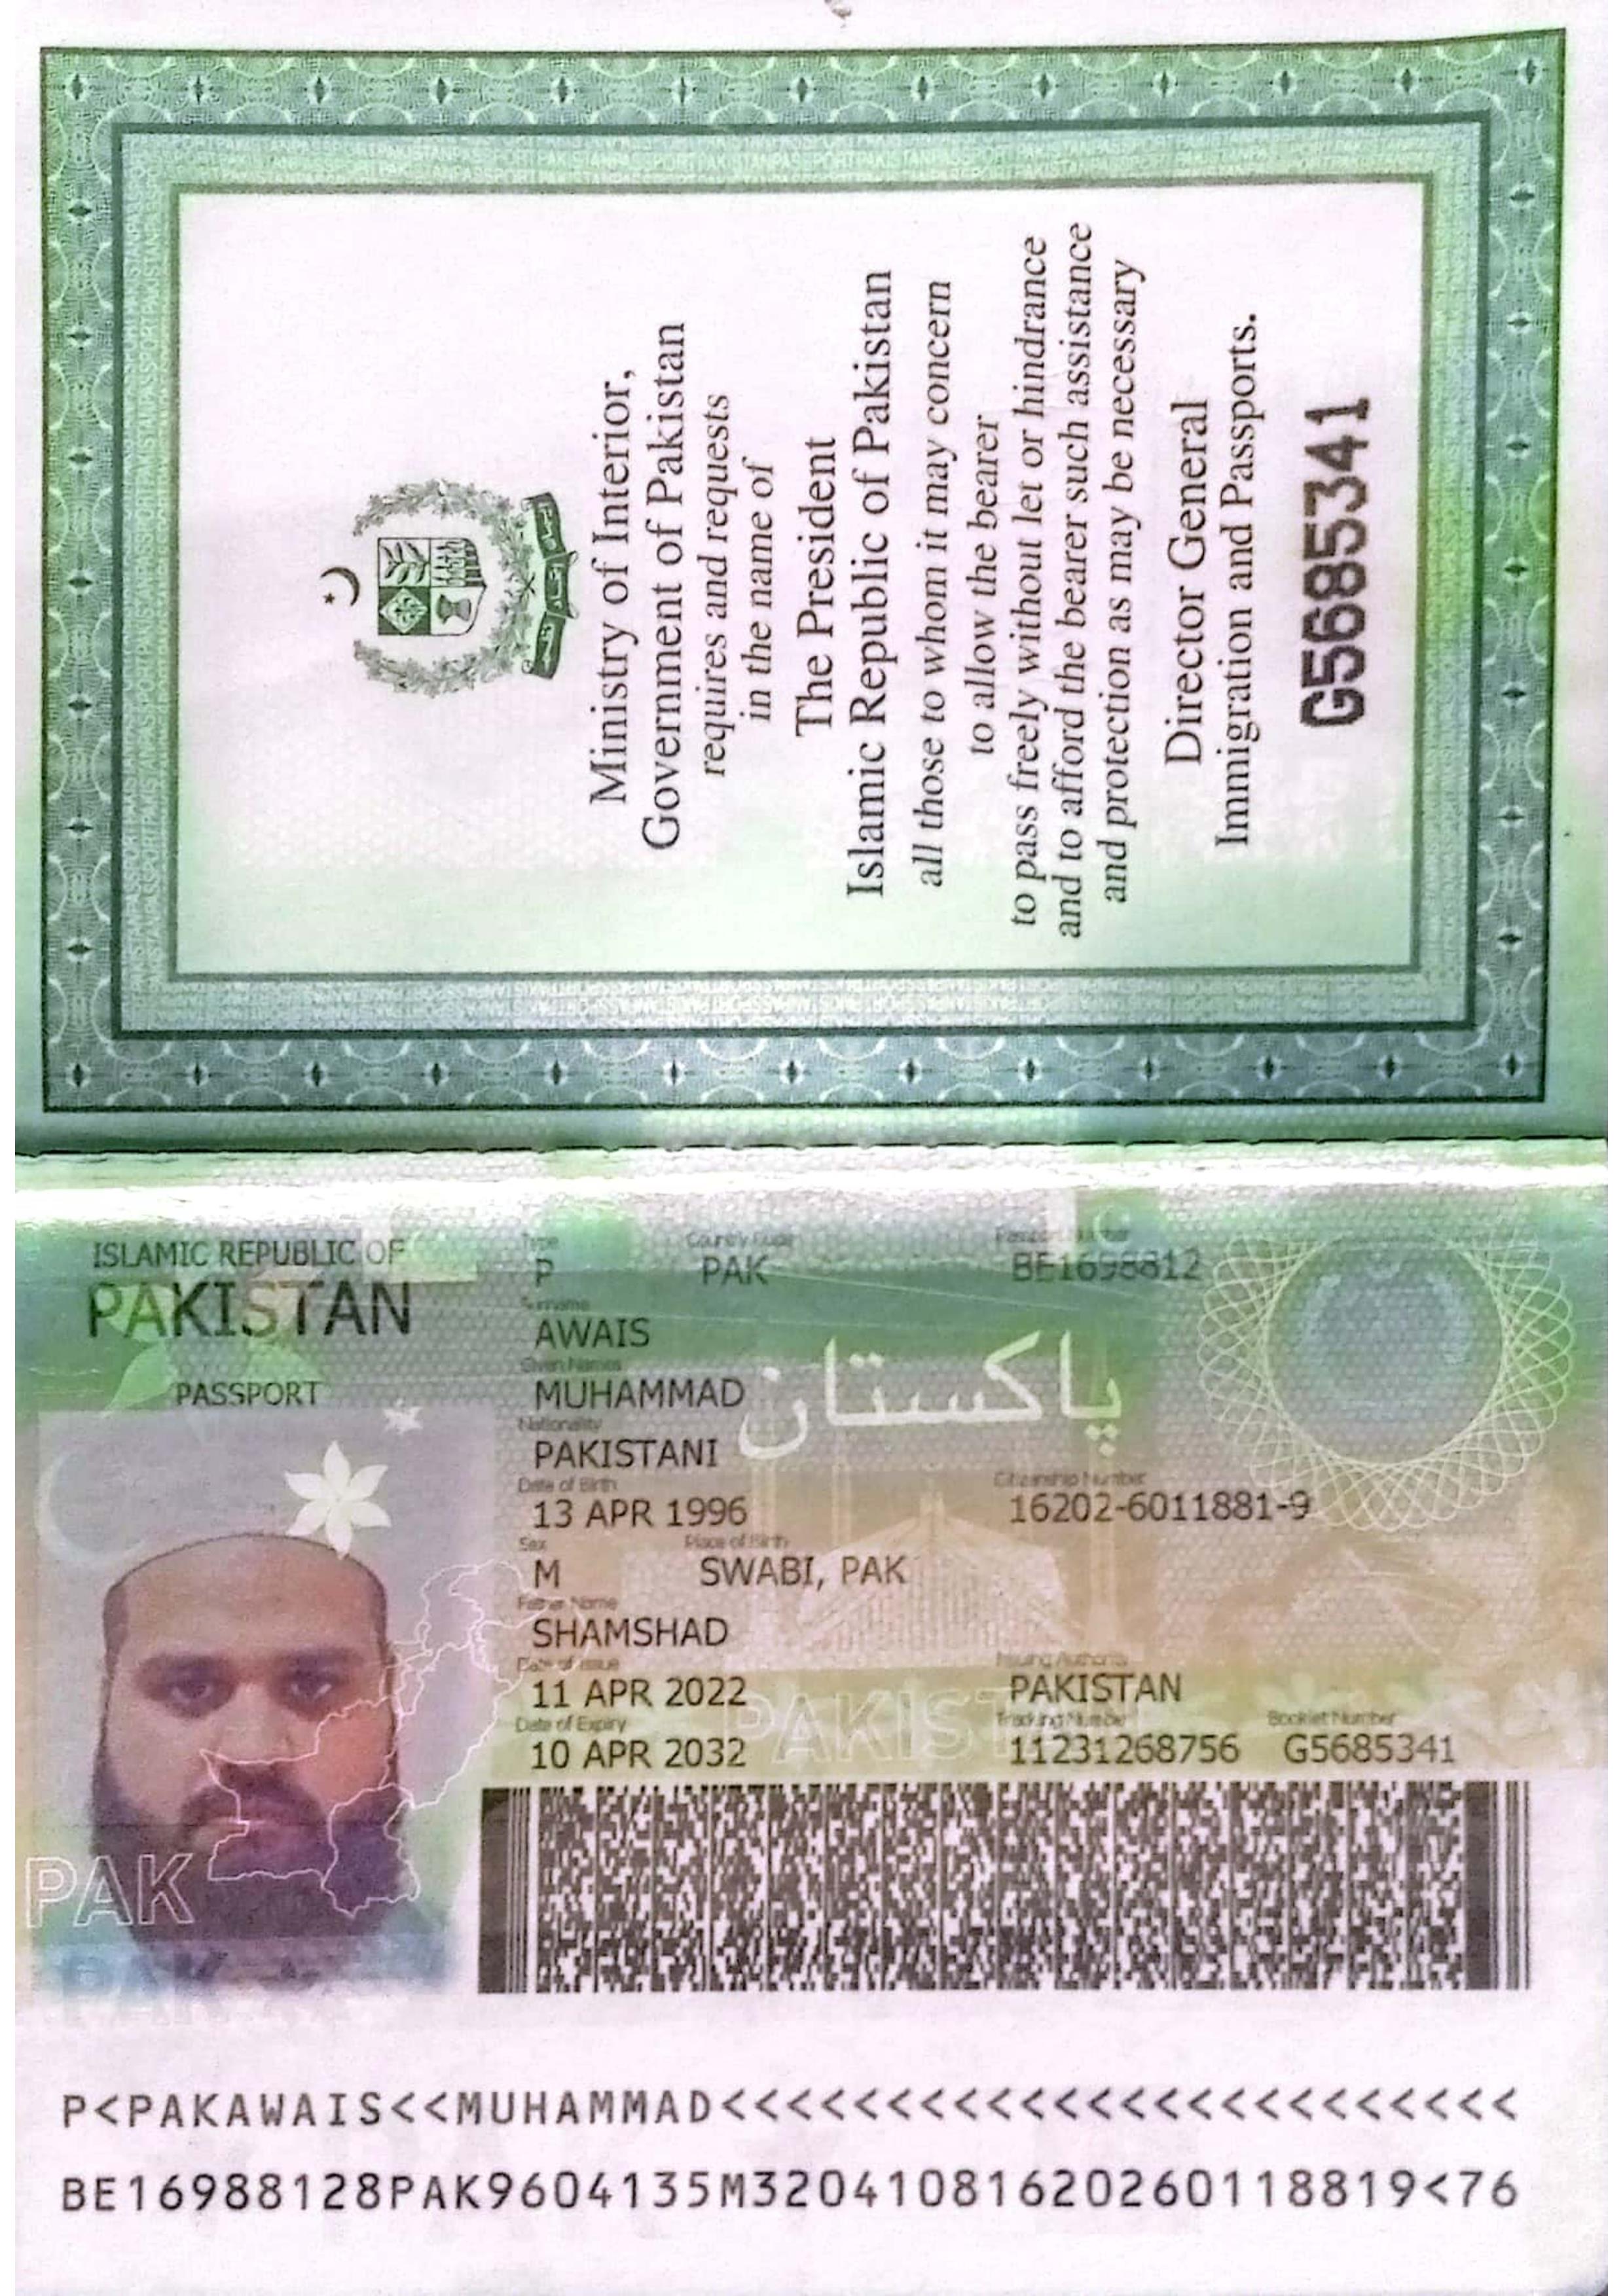 Ministry of Interior,
Government of Pakistan
requires and requests
in the name of
The President
Islamic Republic of Pakistan
all those to whom it may concern
to allow the bearer
to pass freely without let or hindrance
and to afford the bearer such assistance
and protection as may be necessary
Director General
Immigration and Passports.
G5685341
ISLAMIC REPUBLIC OF
PAKISTAN
PASSPORT
Type Country Code Passport Number
P PAK BE1698812
Surname
AWAIS
Given Names
MUHAMMAD
پاکستان
Nationality
PAKISTANI
Date of Birth Citizenship Number
13 APR 1996 16202-6011881-9
Sex Place of Birth
M SWABI, PAK
Father Name
SHAMSHAD
Date of Issue Issuing Authority
11 APR 2022 PAKISTAN
Date of Expiry Tracking Number Booklet Number
10 APR 2032 11231268756 G5685341
PAKIST
PAK
PAK
P<PAKAWAIS<<MUHAMMAD<<<<<<<<<<<<<<<<<<<<<<<<
BE16988128PAK9604135M32041081620260118819<76